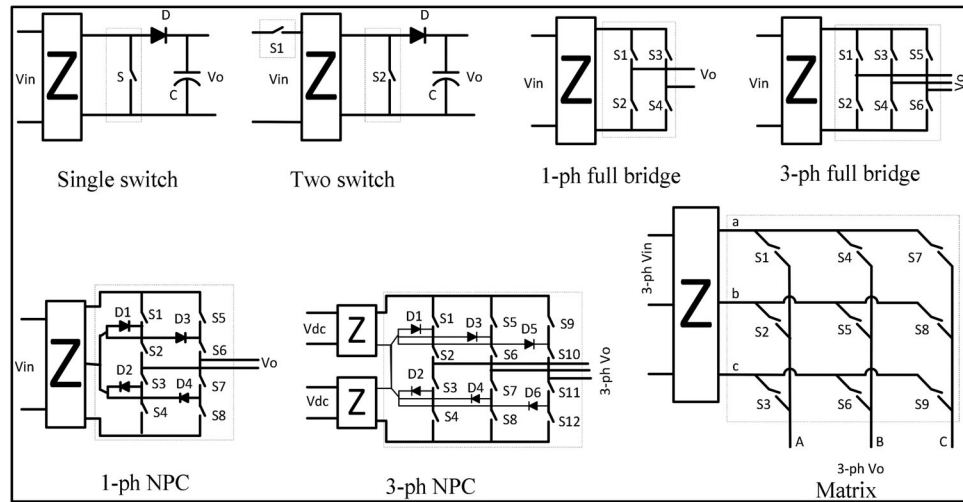 Vin
Z
S
D
C
Vo
Single switch
S1
Vin
Z
S2
D
C
Vo
Two switch
Vin
Z
S1
S3
S2
S4
Vo
1-ph full bridge
Vin
Z
S1
S3
S5
S2
S4
S6
Vo
3-ph full bridge
Vin
Z
D1
S1
D3
S5
S2
S6
Vo
D2
S3
D4
S7
S4
S8
1-ph NPC
Vdc
Z
Vdc
Z
D1
S1
D3
S5
D5
S9
S2
S6
S10
D2
S3
D4
S7
D6
S11
S4
S8
S12
3-ph Vo
3-ph NPC
3-ph Vin
Z
a
S1
S4
S7
b
S2
S5
S8
c
S3
S6
S9
A
B
C
3-ph Vo
Matrix